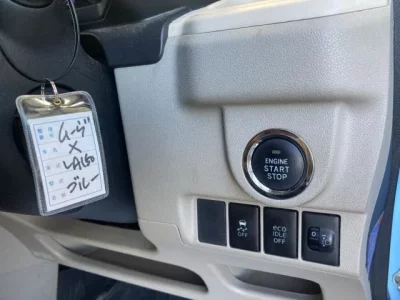 ムーヴ
X
LA150
ブルー
ENGINE
START
STOP
OFF
eco
IDLE
OFF